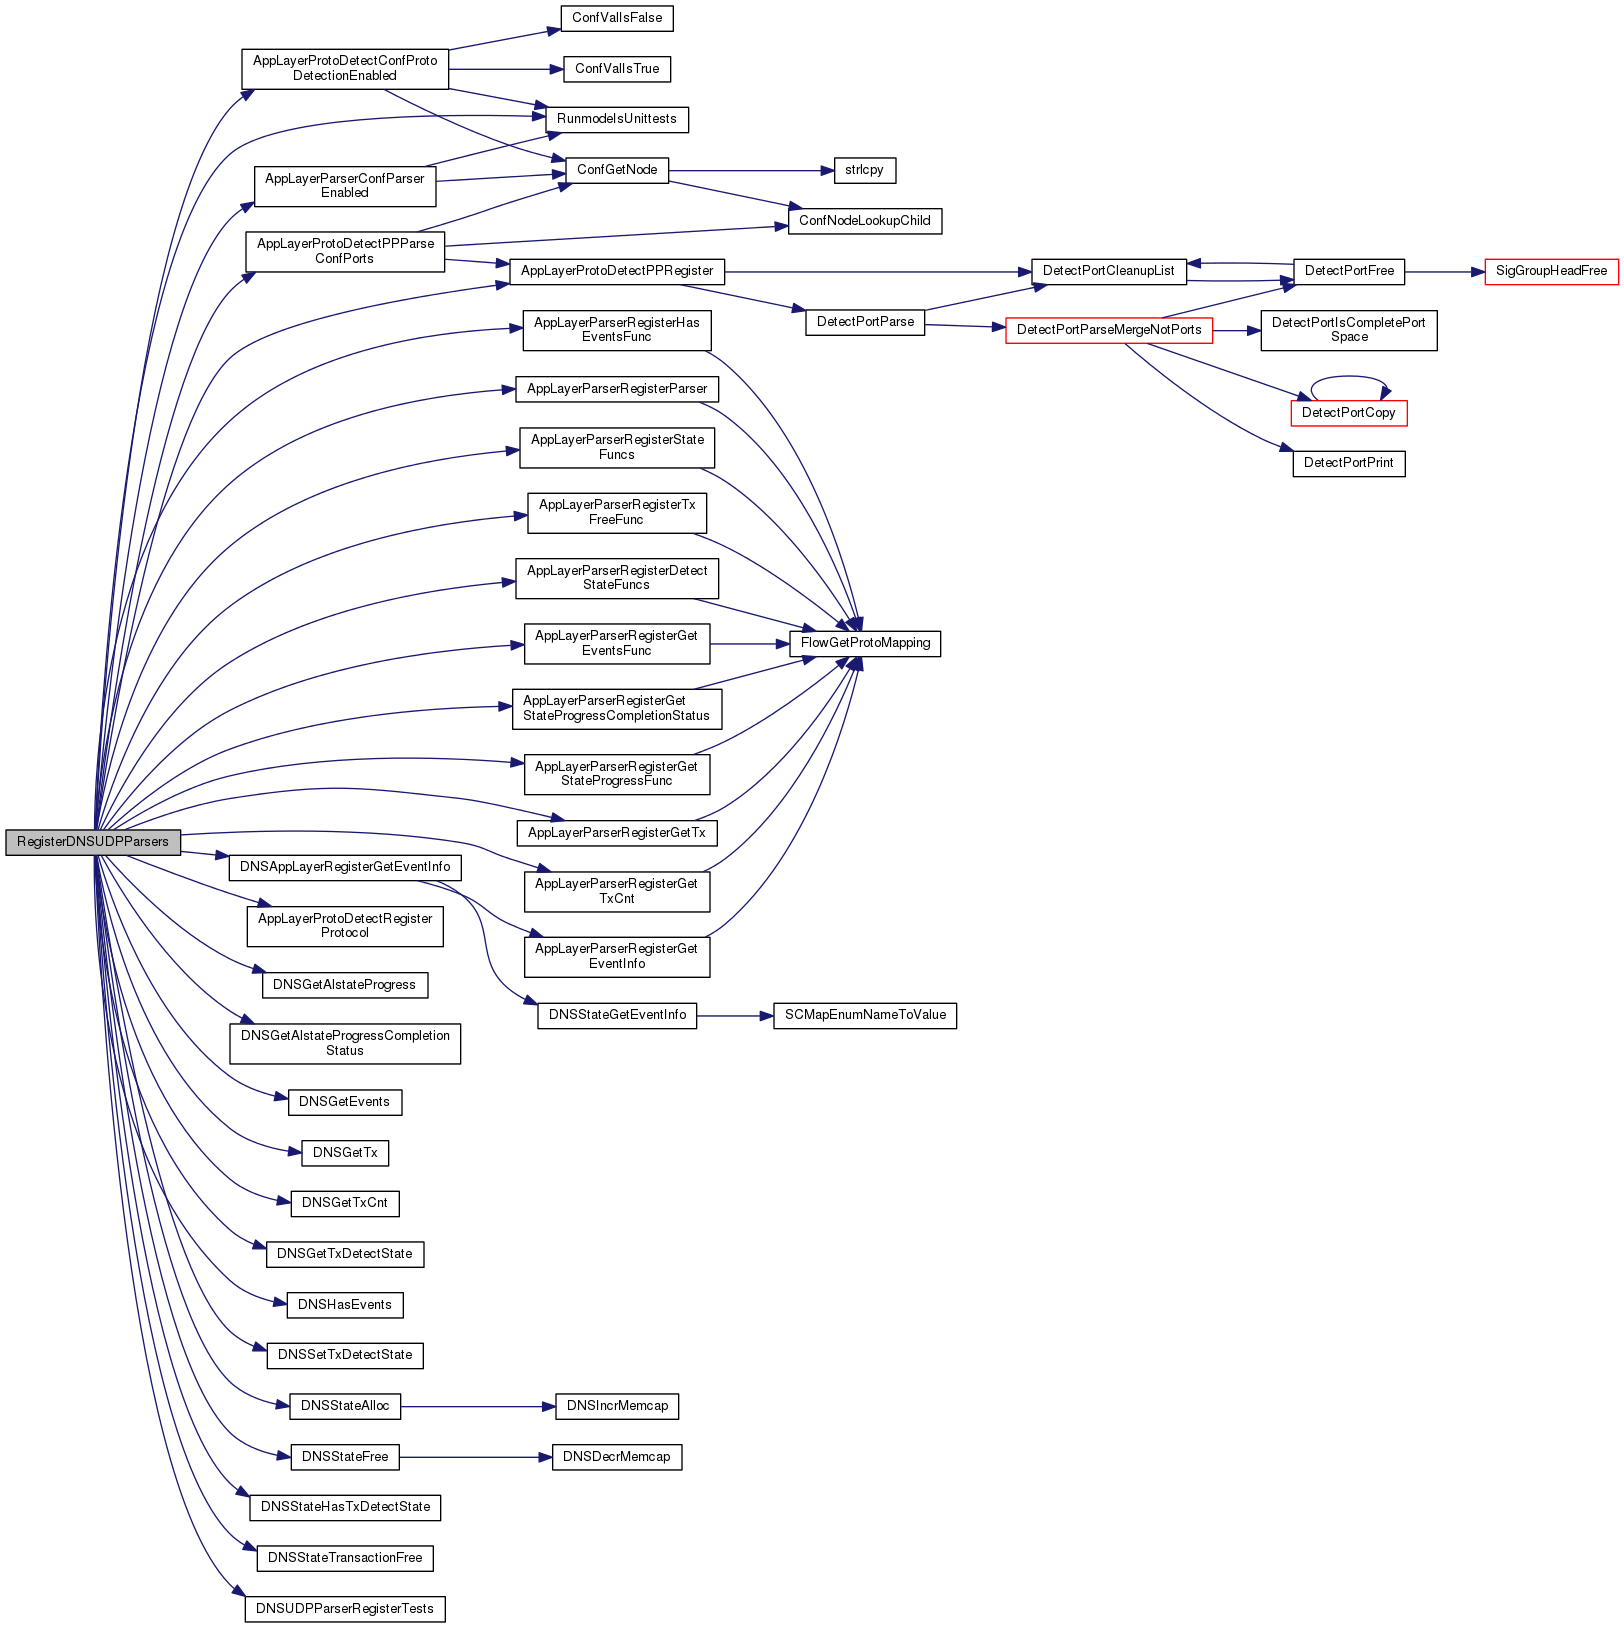 ConfValIsFalse
AppLayerProtoDetectConfProto
DetectionEnabled
ConfValIsTrue
RunmodeIsUnittests
AppLayerParserConfParser
Enabled
ConfGetNode
strlcpy
ConfNodeLookupChild
AppLayerProtoDetectPPParse
ConfPorts
AppLayerProtoDetectPPRegister
DetectPortCleanupList
DetectPortFree
SigGroupHeadFree
DetectPortParse
DetectPortParseMergeNotPorts
DetectPortIsCompletePort
Space
AppLayerParserRegisterHas
EventsFunc
AppLayerParserRegisterParser
DetectPortCopy
AppLayerParserRegisterState
Funcs
DetectPortPrint
AppLayerParserRegisterTx
FreeFunc
AppLayerParserRegisterDetect
StateFuncs
AppLayerParserRegisterGet
EventsFunc
FlowGetProtoMapping
AppLayerParserRegisterGet
StateProgressCompletionStatus
AppLayerParserRegisterGet
StateProgressFunc
AppLayerParserRegisterGetTx
RegisterDNSUDPParsers
DNSAppLayerRegisterGetEventInfo
AppLayerParserRegisterGet
TxCnt
AppLayerProtoDetectRegister
Protocol
AppLayerParserRegisterGet
EventInfo
DNSGetAlstateProgress
DNSStateGetEventInfo
SCMapEnumNameToValue
DNSGetAlstateProgressCompletion
Status
DNSGetEvents
DNSGetTx
DNSGetTxCnt
DNSGetTxDetectState
DNSHasEvents
DNSSetTxDetectState
DNSStateAlloc
DNSIncrMemcap
DNSStateFree
DNSDecrMemcap
DNSStateHasTxDetectState
DNSStateTransactionFree
DNSUDPParserRegisterTests